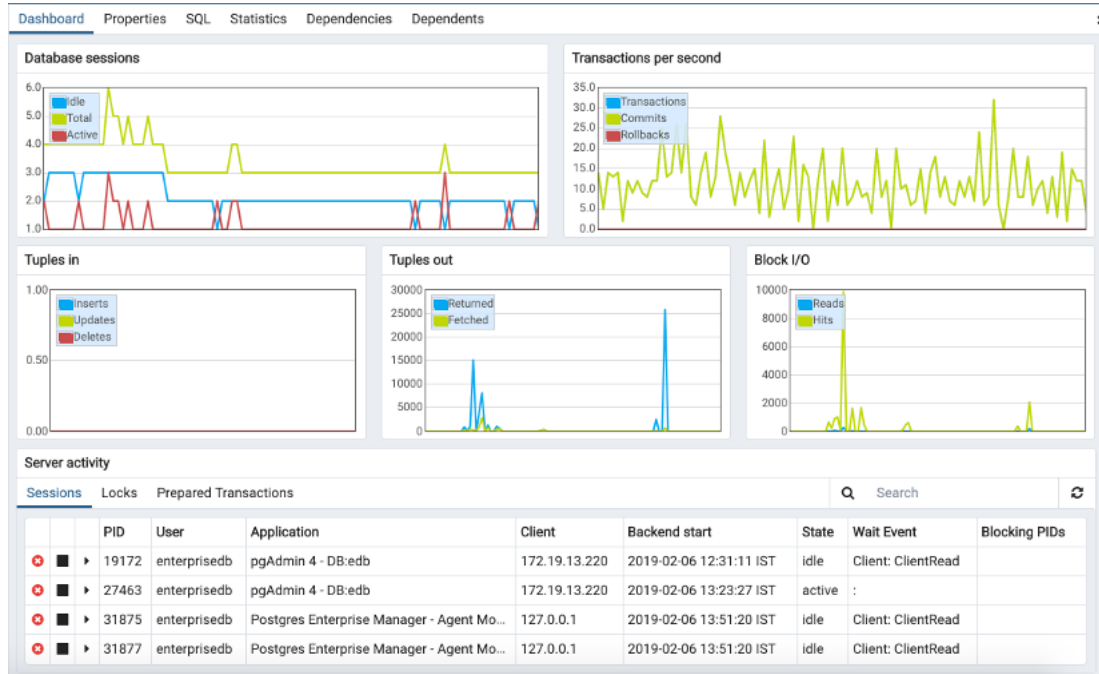 Dashboard Properties SQL Statistics Dependencies Dependents
Database sessions
6.0
5.0
4.0
3.0
2.0
1.0
Idle
Total
Active
Transactions per second
35.0
30.0
25.0
20.0
15.0
10.0
5.0
0.0
Transactions
Commits
Rollbacks
Tuples in
1.00
0.50
0.00
Inserts
Updates
Deletes
Tuples out
30000
25000
20000
15000
10000
5000
0
Returned
Fetched
Block I/O
10000
8000
6000
4000
2000
0
Reads
Hits
Server activity
Sessions Locks Prepared Transactions Search
PID User Application Client Backend start State Wait Event Blocking PIDs
19172 enterprisedb pgAdmin 4 - DB:edb 172.19.13.220 2019-02-06 12:31:11 IST idle Client: ClientRead
27463 enterprisedb pgAdmin 4 - DB:edb 172.19.13.220 2019-02-06 13:23:27 IST active :
31875 enterprisedb Postgres Enterprise Manager - Agent Mo... 127.0.0.1 2019-02-06 13:51:20 IST idle Client: ClientRead
31877 enterprisedb Postgres Enterprise Manager - Agent Mo... 127.0.0.1 2019-02-06 13:51:20 IST idle Client: ClientRead